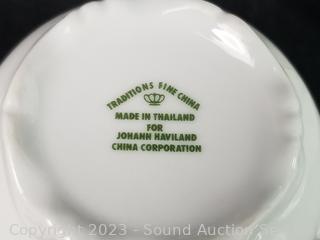 TRADITIONS FINE CHINA
MADE IN THAILAND
FOR
JOHANN HAVILAND
CHINA CORPORATION
Copyright 2023 - Sound Auction Se